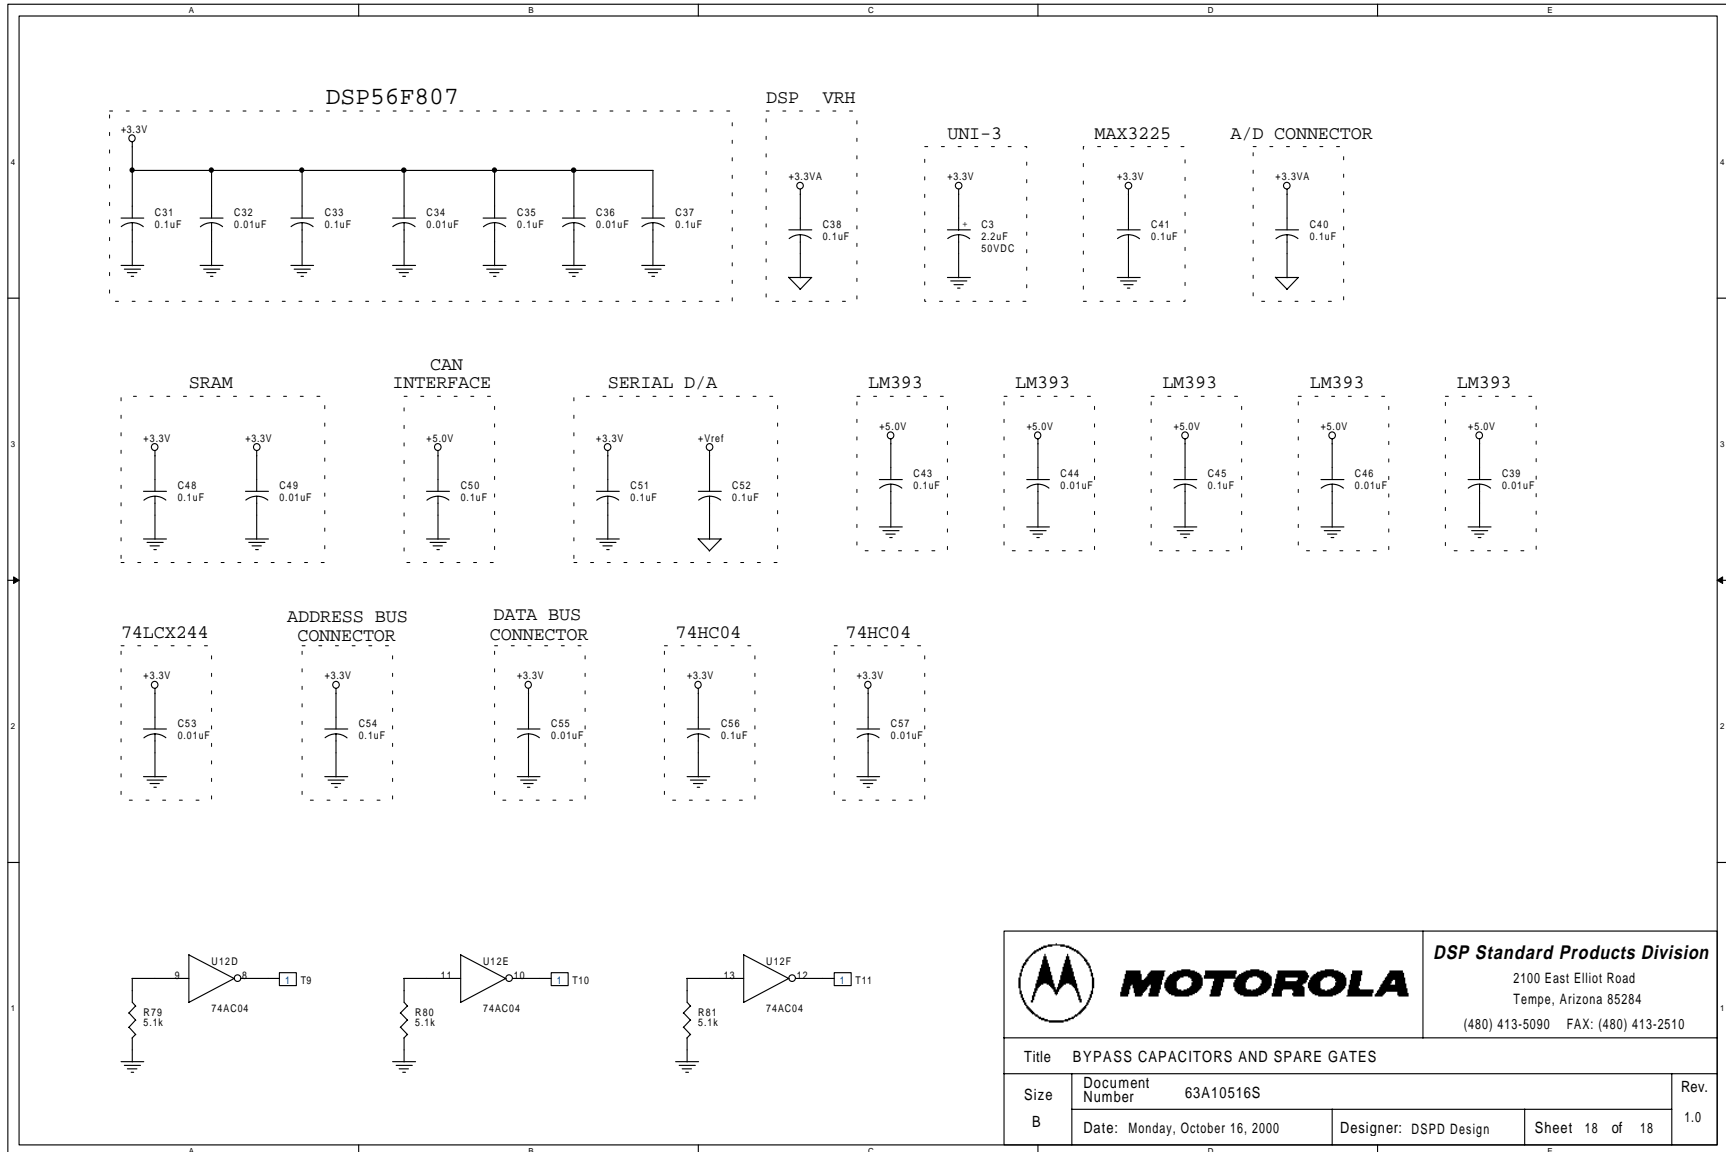 A B C D E
DSP56F807
DSP VRH
UNI-3
MAX3225
A/D CONNECTOR
4 4
+3.3V
+3.3VA
+3.3V
+3.3V
+3.3VA
C31
0.1uF
C32
0.01uF
C33
0.1uF
C34
0.01uF
C35
0.1uF
C36
0.01uF
C37
0.1uF
C38
0.1uF
+
C3
2.2uF
50VDC
C41
0.1uF
C40
0.1uF
SRAM
CAN
INTERFACE
SERIAL D/A
LM393
LM393
LM393
LM393
LM393
3 3
+3.3V
+3.3V
+5.0V
+3.3V
+Vref
+5.0V
+5.0V
+5.0V
+5.0V
+5.0V
C48
0.1uF
C49
0.01uF
C50
0.1uF
C51
0.1uF
C52
0.1uF
C43
0.1uF
C44
0.01uF
C45
0.1uF
C46
0.01uF
C39
0.01uF
74LCX244
ADDRESS BUS
CONNECTOR
DATA BUS
CONNECTOR
74HC04
74HC04
2 2
+3.3V
+3.3V
+3.3V
+3.3V
+3.3V
C53
0.01uF
C54
0.1uF
C55
0.01uF
C56
0.1uF
C57
0.01uF
1 1
U12D
9 8
1 T9
74AC04
R79
5.1k
U12E
11 10
1 T10
74AC04
R80
5.1k
U12F
13 12
1 T11
74AC04
R81
5.1k
MOTOROLA
DSP Standard Products Division
2100 East Elliot Road
Tempe, Arizona 85284
(480) 413-5090 FAX: (480) 413-2510
Title BYPASS CAPACITORS AND SPARE GATES
Size
B
Document
Number 63A10516S
Rev.
1.0
Date: Monday, October 16, 2000
Designer: DSPD Design
Sheet 18 of 18
A B C D E